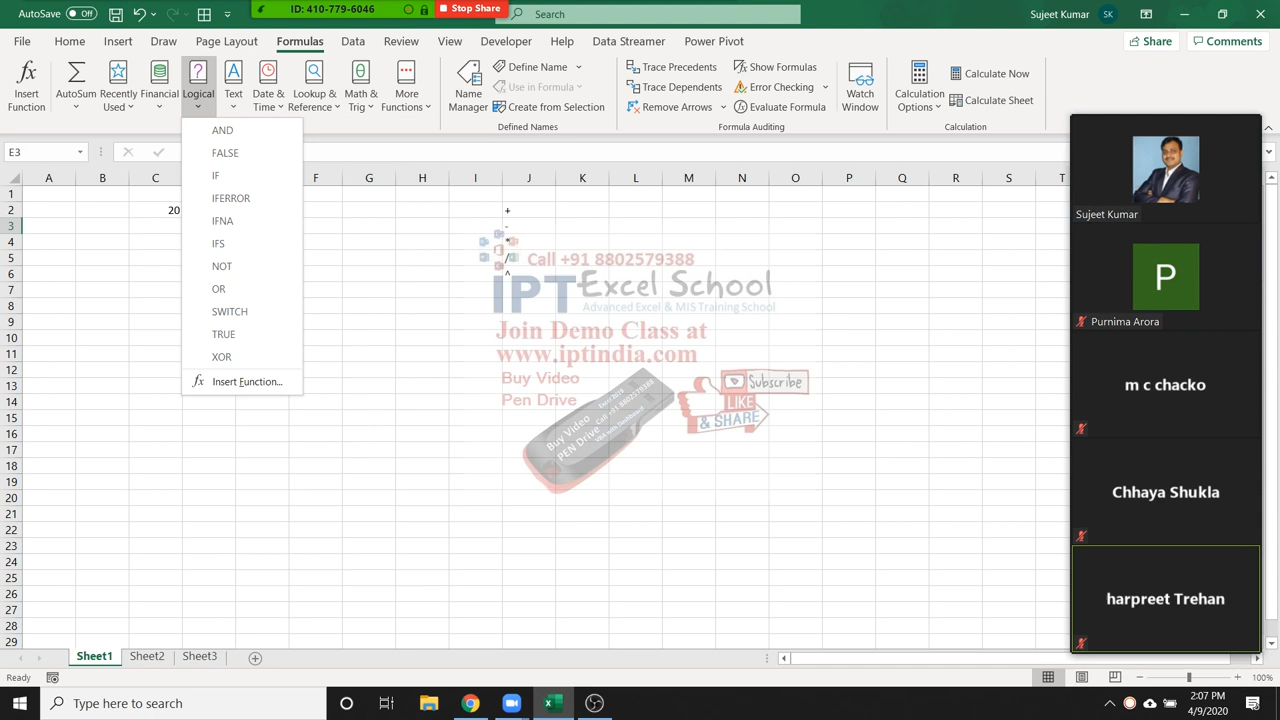 AutoSave Off
ID: 410-779-6046
Stop Share
Search
Sujeet Kumar
SK
File
Home
Insert
Draw
Page Layout
Formulas
Data
Review
View
Developer
Help
Data Streamer
Power Pivot
Share
Comments
Insert Function
AutoSum
Recently Used
Financial
Logical
Text
Date & Time
Lookup & Reference
Math & Trig
More Functions
Name Manager
Define Name
Use in Formula
Create from Selection
Defined Names
Trace Precedents
Trace Dependents
Remove Arrows
Show Formulas
Error Checking
Evaluate Formula
Formula Auditing
Watch Window
Calculation Options
Calculate Now
Calculate Sheet
Calculation
E3
AND
FALSE
IF
IFERROR
IFNA
IFS
NOT
OR
SWITCH
TRUE
XOR
fx Insert Function...
A B C F G H J K L M N O P Q R S T
1
2 20 +
3 -
4 *
5 /
6 ^
7
8
9
10
11
12
13
14
15
16
17
18
19
20
21
22
23
24
25
26
27
28
29
Call +91 8802579388
IPT Excel School
Advanced Excel & MIS Training School
Join Demo Class at
www.iptindia.com
Buy Video
Pen Drive
Buy Video
PEN Drive
Call +91 8802579388
Subscribe
LIKE
& SHARE
Sujeet Kumar
P
Purnima Arora
m c chacko
Chhaya Shukla
harpreet Trehan
Sheet1
Sheet2
Sheet3
Ready
100%
Type here to search
2:07 PM
4/9/2020